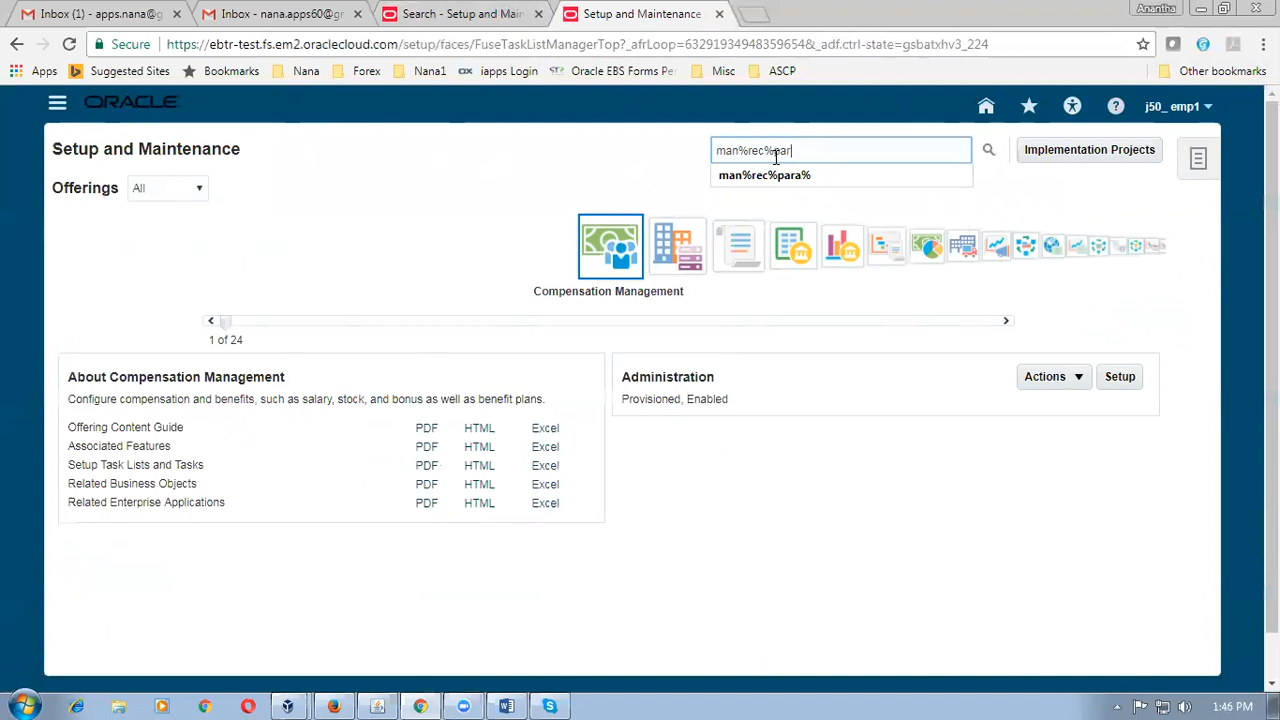 Inbox (1) - apps.nana@g
Inbox - nana.apps60@gr
Search - Setup and Main
Setup and Maintenance
Anantha
Secure
https://ebtr-test.fs.em2.oraclecloud.com/setup/faces/FuseTaskListManagerTop?_afrLoop=632919349483596548&_adf.ctrl-state=gsbatxhv3_224
Apps
Suggested Sites
Bookmarks
Nana
Forex
Nana1
iapps Login
Oracle EBS Forms Per
Misc
ASCP
Other bookmarks
ORACLE
j50_emp1
Setup and Maintenance
man%rec%par
Implementation Projects
man%rec%para%
Offerings
All
Compensation Management
1 of 24
About Compensation Management
Configure compensation and benefits, such as salary, stock, and bonus as well as benefit plans.
Offering Content Guide PDF HTML Excel
Associated Features PDF HTML Excel
Setup Task Lists and Tasks PDF HTML Excel
Related Business Objects PDF HTML Excel
Related Enterprise Applications PDF HTML Excel
Administration
Actions
Setup
Provisioned, Enabled
1:46 PM